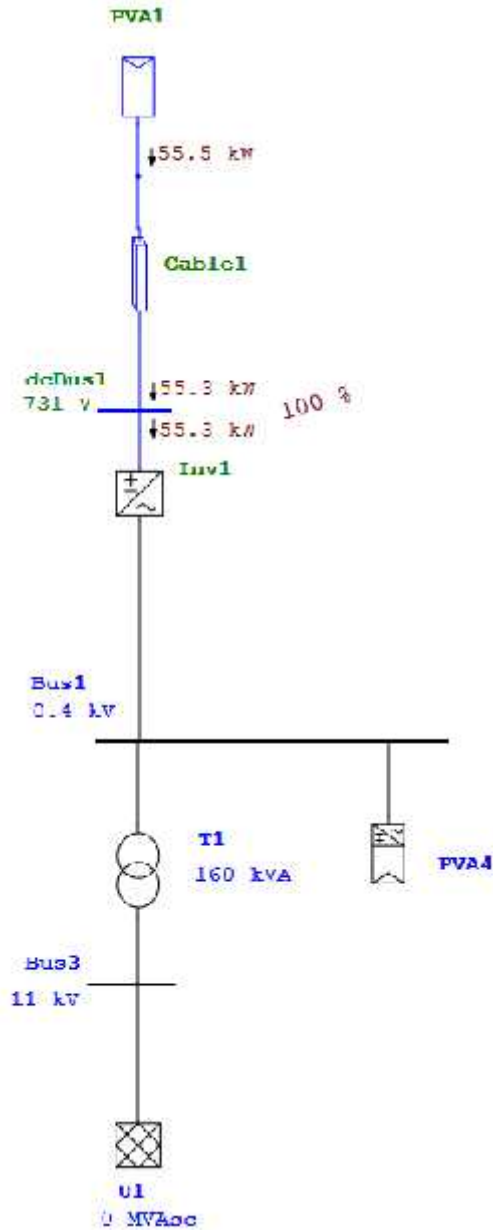 PVA1
55.5 kW
Cable1
dcBus1
731 V
55.3 kW
100 %
55.3 kW
Inv1
Bus1
0.4 kV
T1
160 kVA
PVA4
Bus3
11 kV
U1
0 MVAsc